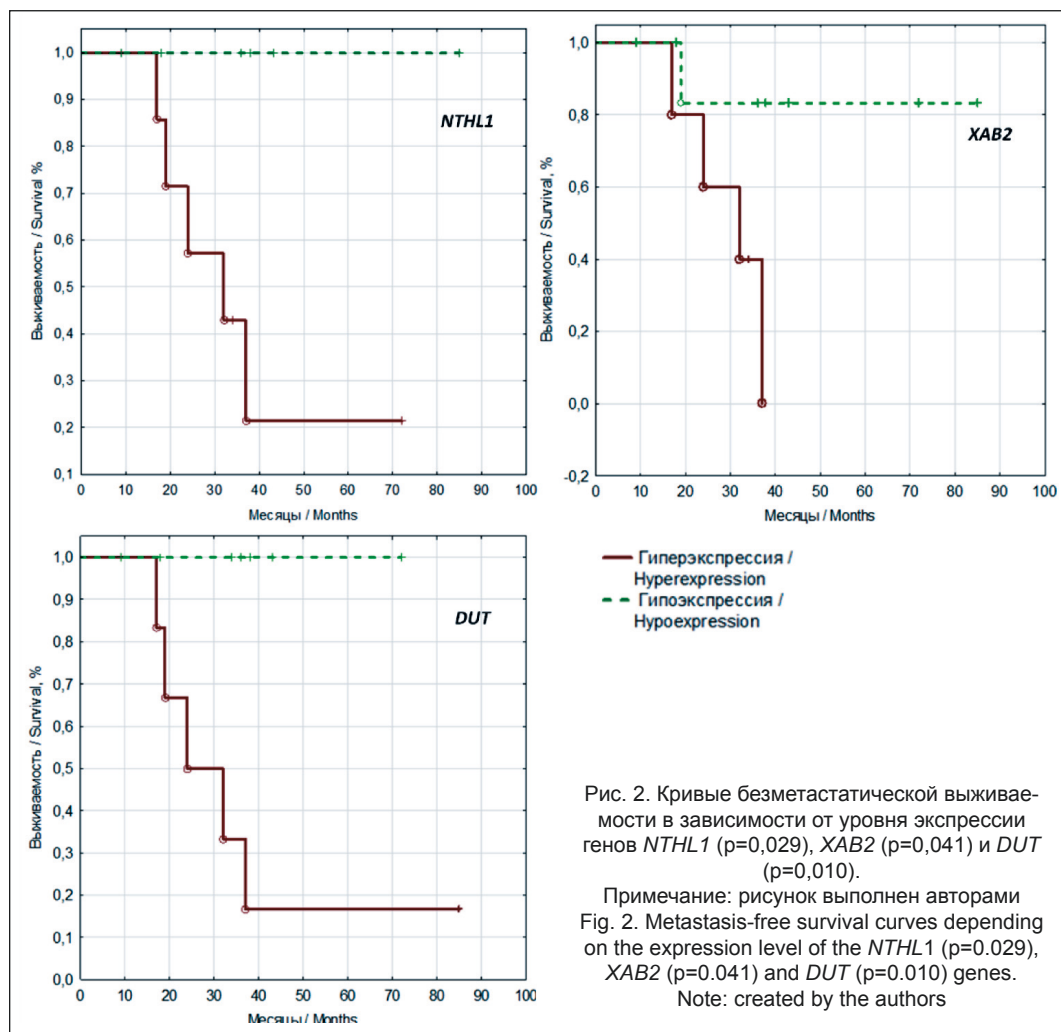 1,0
0,9
0,8
0,7
0,6
0,5
0,4
0,3
0,2
0,1
Выживаемость / Survival, %
NTHL1
0 10 20 30 40 50 60 70 80 90 100
Месяцы / Months
1,0
0,8
0,6
0,4
0,2
0,0
-0,2
Выживаемость / Survival, %
XAB2
0 20 40 60 80 100
Месяцы / Months
1,0
0,9
0,8
0,7
0,6
0,5
0,4
0,3
0,2
0,1
0,0
Выживаемость / Survival, %
DUT
0 10 20 30 40 50 60 70 80 90 100
Месяцы / Months
Гиперэкспрессия /
Hyperexpression
Гипоэкспрессия /
Hypoexpression
Рис. 2. Кривые безметастатической выживае-
мости в зависимости от уровня экспрессии
генов NTHL1 (p=0,029), XAB2 (p=0,041) и DUT
(p=0,010).
Примечание: рисунок выполнен авторами
Fig. 2. Metastasis-free survival curves depending
on the expression level of the NTHL1 (p=0.029),
XAB2 (p=0.041) and DUT (p=0.010) genes.
Note: created by the authors